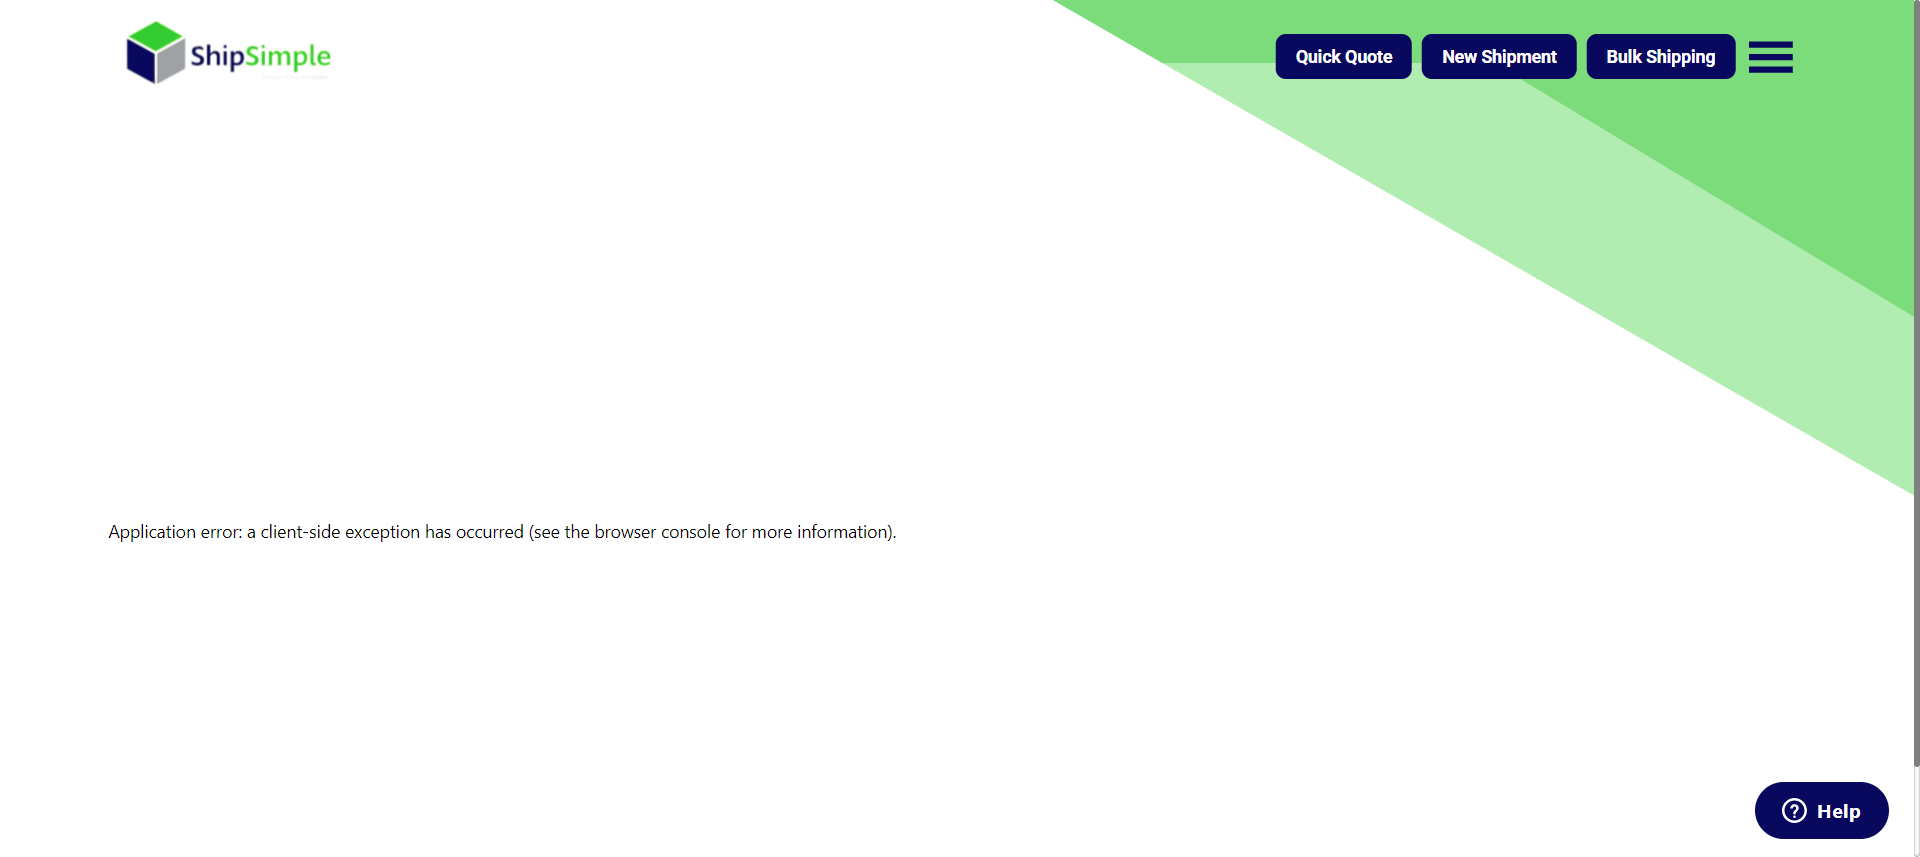 ShipSimple
Quick Quote
New Shipment
Bulk Shipping
Application error: a client-side exception has occurred (see the browser console for more information).
Help